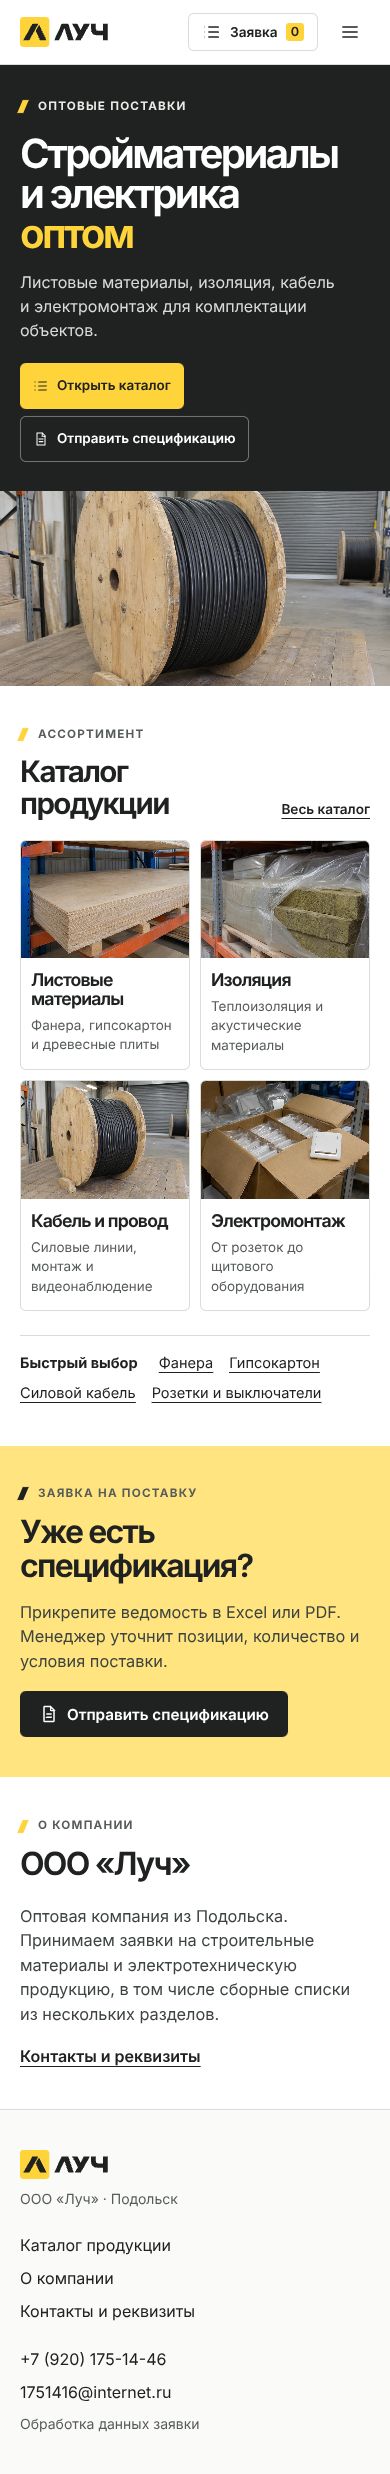 ЛУЧ
Заявка 0
ОПТОВЫЕ ПОСТАВКИ
Стройматериалы
и электрика
оптом
Листовые материалы, изоляция, кабель
и электромонтаж для комплектации
объектов.
Открыть каталог
Отправить спецификацию
АССОРТИМЕНТ
Каталог
продукции
Весь каталог
Листовые
материалы
Фанера, гипсокартон
и древесные плиты
Изоляция
Теплоизоляция и
акустические
материалы
Кабель и провод
Силовые линии,
монтаж и
видеонаблюдение
Электромонтаж
От розеток до
щитового
оборудования
Быстрый выбор Фанера Гипсокартон
Силовой кабель Розетки и выключатели
ЗАЯВКА НА ПОСТАВКУ
Уже есть
спецификация?
Прикрепите ведомость в Excel или PDF.
Менеджер уточнит позиции, количество и
условия поставки.
Отправить спецификацию
О КОМПАНИИ
ООО «Луч»
Оптовая компания из Подольска.
Принимаем заявки на строительные
материалы и электротехническую
продукцию, в том числе сборные списки
из нескольких разделов.
Контакты и реквизиты
ЛУЧ
ООО «Луч» · Подольск
Каталог продукции
О компании
Контакты и реквизиты
+7 (920) 175-14-46
1751416@internet.ru
Обработка данных заявки